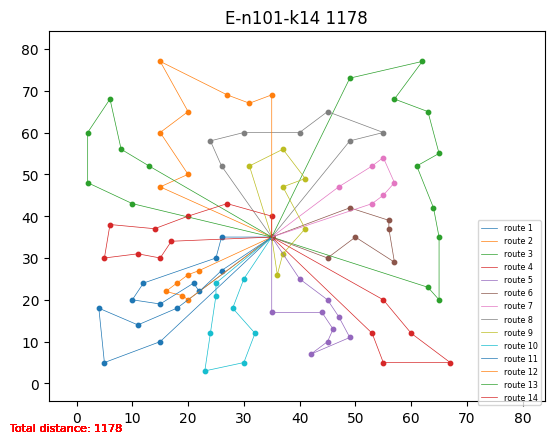 E-n101-k14 1178
80
70
60
50
40
30
20
10
0
route 1
route 2
route 3
route 4
route 5
route 6
route 7
route 8
route 9
route 10
route 11
route 12
route 13
route 14
0 10 20 30 40 50 60 70 80
Total distance: 1178